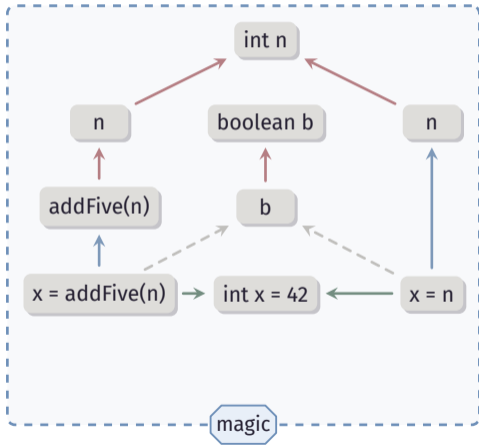 int n
n
boolean b
n
addFive(n)
b
x = addFive(n)
int x = 42
x = n
magic